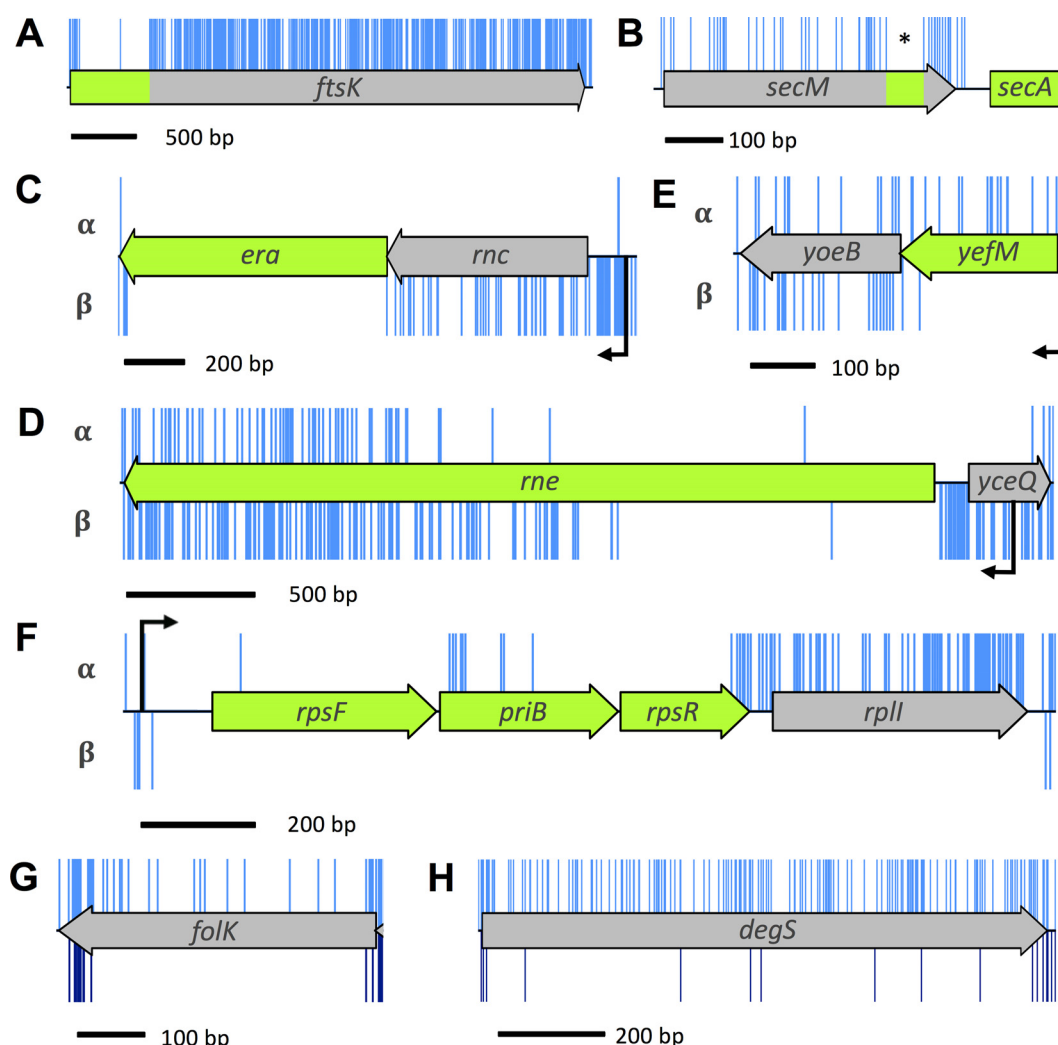 A
ftsK
500 bp
B
*
secM
secA
100 bp
C
α
β
era
rnc
200 bp
E
α
β
yoeB
yefM
100 bp
D
α
β
rne
yceQ
500 bp
F
α
β
rpsF
priB
rpsR
rplI
200 bp
G
folK
100 bp
H
degS
200 bp